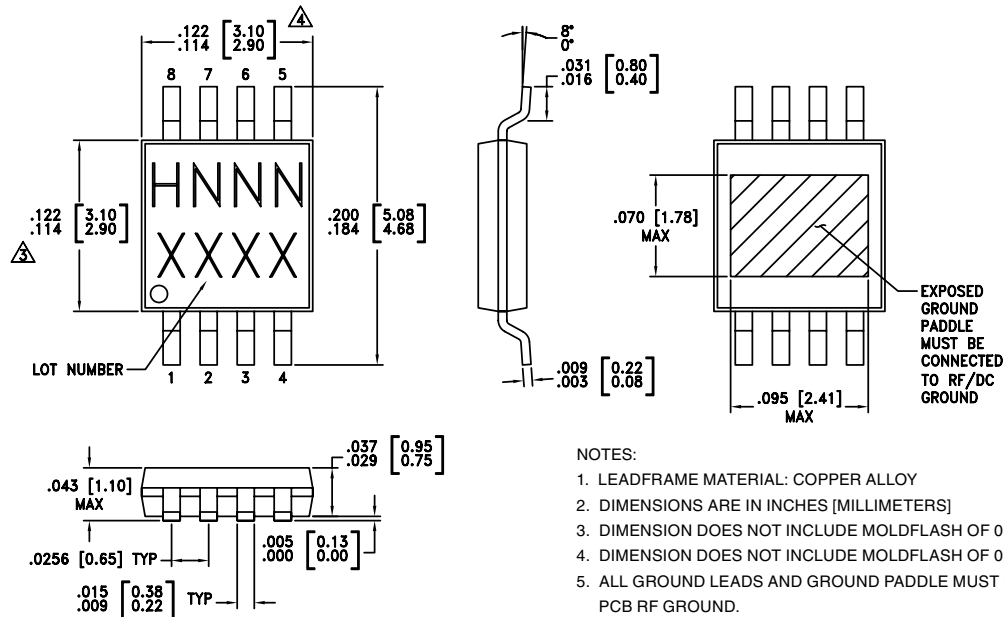 4
.122 [3.10]
.114 [2.90]
8 7 6 5
HNNN
XXXX
.122 [3.10]
.114 [2.90]
3
.200 [5.08]
.184 [4.68]
LOT NUMBER
1 2 3 4
8°
0°
.031 [0.80]
.016 [0.40]
.009 [0.22]
.003 [0.08]
.070 [1.78]
MAX
EXPOSED
GROUND
PADDLE
MUST BE
CONNECTED
TO RF/DC
GROUND
.095 [2.41]
MAX
.037 [0.95]
.029 [0.75]
.043 [1.10]
MAX
.005 [0.13]
.000 [0.00]
.0256 [0.65] TYP
.015 [0.38]
.009 [0.22] TYP
NOTES:
1. LEADFRAME MATERIAL: COPPER ALLOY
2. DIMENSIONS ARE IN INCHES [MILLIMETERS]
3. DIMENSION DOES NOT INCLUDE MOLDFLASH OF 0
4. DIMENSION DOES NOT INCLUDE MOLDFLASH OF 0
5. ALL GROUND LEADS AND GROUND PADDLE MUST
PCB RF GROUND.